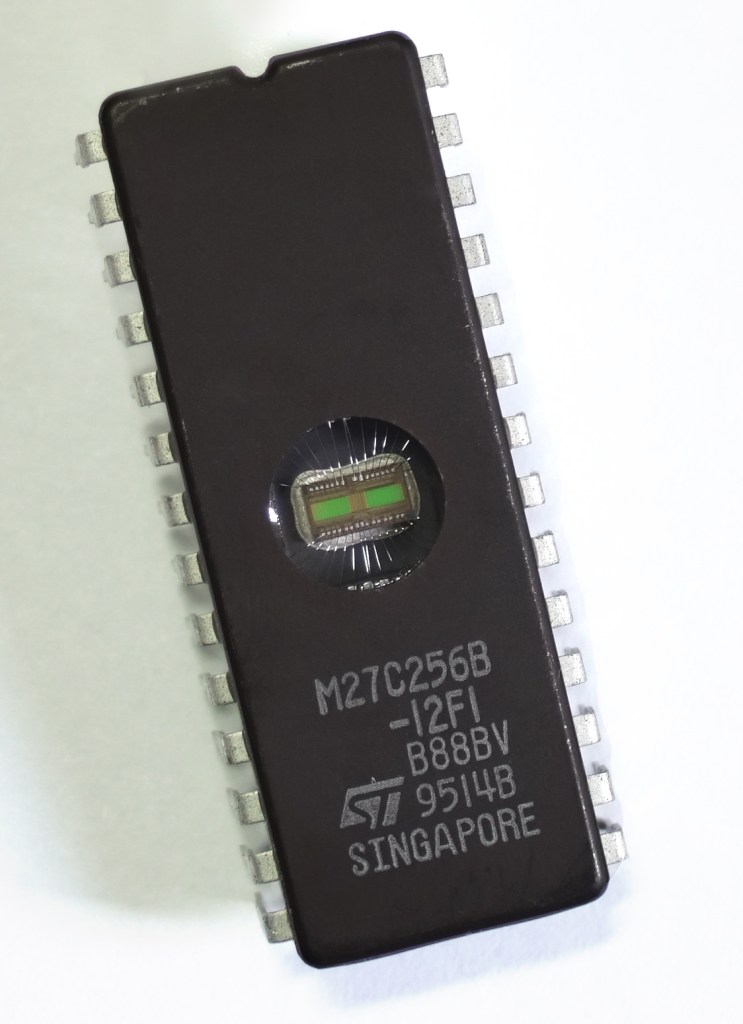 M27C256B
-12F1
B88BV
ST 9514B
SINGAPORE